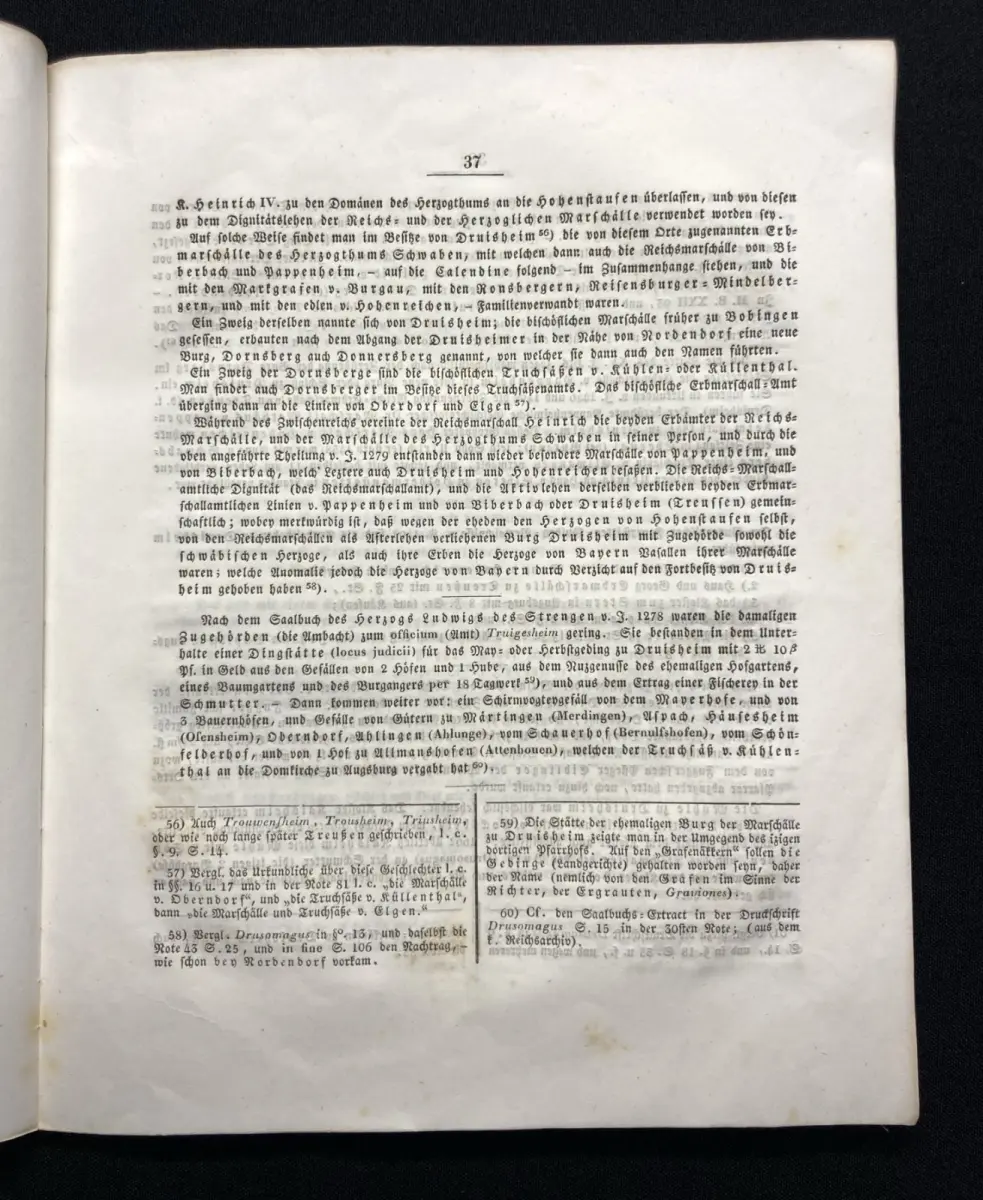 37
K. Heinrich IV. zu den Domänen des Herzogthums an die Hohenstaufen überlassen, und von diesen
zu dem Dignitätslehen der Reichs- und der Herzoglichen Marschälle verwendet worden sey.
Auf solche Weise findet man im Besitze von Druisheim 56) die von diesem Orte zugenannten Erb-
marschälle des Herzogthums Schwaben, mit welchen dann auch die Reichsmarschälle von Bi-
berbach und Pappenheim, – auf die Calendine folgend – im Zusammenhange stehen, und die
mit den Markgrafen v. Burgau, mit den Ronsbergern, Reisensburger-Mindelber-
gern, und mit den edlen v. Hohenreichen, – Familienverwandt waren.
Ein Zweig derselben nannte sich von Druisheim; die bischöflichen Marschälle früher zu Bobingen
gesessen, erbauten nach dem Abgang der Druisheimer in der Nähe von Nordendorf eine neue
Burg, Dornsberg auch Donnersberg genannt, von welcher sie dann auch den Namen führten.
Ein Zweig der Dornsberge sind die bischöflichen Truchsäßen v. Kühlen- oder Küllenthal.
Man findet auch Dornsberger im Besitze dieses Truchsäßenamts. Das bischöfliche Erbmarschall-Amt
überging dann an die Linien von Oberdorf und Elgen 57).
Während des Zwischenreichs vereinte der Reichsmarschall Heinrich die beyden Erbämter der Reichs-
Marschälle, und der Marschälle des Herzogthums Schwaben in seiner Person, und durch die
oben angeführte Theilung v. J. 1279 entstanden dann wieder besondere Marschälle von Pappenheim, und
von Biberbach, welch' Leztere auch Druisheim und Hohenreichen besaßen. Die Reichs-Marschall-
amtliche Dignität (das Reichsmarschallamt), und die Aktivlehen derselben verblieben beyden Erbmar-
schallamtlichen Linien v. Pappenheim und von Biberbach oder Druisheim (Treussen) gemein-
schaftlich; wobey merkwürdig ist, daß wegen der ehedem den Herzogen von Hohenstaufen selbst,
von den Reichsmarschällen als Afterlehen verliehenen Burg Druisheim mit Zugehörde sowohl die
schwäbischen Herzoge, als auch ihre Erben die Herzoge von Bayern Vasallen ihrer Marschälle
waren; welche Anomalie jedoch die Herzoge von Bayern durch Verzicht auf den Fortbesitz von Druis-
heim gehoben haben 58).
Nach dem Saalbuch des Herzogs Ludwigs des Strengen v. J. 1278 waren die damaligen
Zugehörden (die Ambacht) zum officium (Amt) Truigesheim gering. Sie bestanden in dem Unter-
halte einer Dingstätte (locus judicii) für das May- oder Herbstgeding zu Druisheim mit 2 ℔ 10 β
Pf. in Geld aus den Gefällen von 2 Höfen und 1 Hube, aus dem Nuzgenusse des ehemaligen Hofgartens,
eines Baumgartens und des Burgangers per 18 Tagwerk 59), und aus dem Ertrag einer Fischerey in der
Schmutter. – Dann kommen weiter vor: ein Schirmvogteygefäll von dem Mayerhofe, und von
3 Bauernhöfen, und Gefälle von Gütern zu Märtingen (Merdingen), Aspach, Häusesheim
(Osensheim), Oberndorf, Ahlingen (Ablunge), vom Schauerhof (Bernulfshofen), vom Schön-
felderhof, und von 1 Hof zu Allmanshofen (Attenbouen), welchen der Truchsäß v. Kühlen-
thal an die Domkirche zu Augsburg vergabt hat 60).
56) Auch Trouwensheim, Trousheim, Triusheim,
oder wie noch lange später Treußen geschrieben, l. c.
§. 9. S. 14.
57) Vergl. das Urkundliche über diese Geschlechter l. c.
in §§. 16 u. 17 und in der Note 81 l. c. „die Marschälle
v. Oberndorf", und „die Truchsäße v. Küllenthal",
dann „die Marschälle und Truchsäße v. Elgen."
58) Vergl. Drusomagus in §°. 13, und daselbst die
Note 43 S. 25, und in fine S. 106 den Nachtrag, –
wie schon bey Nordendorf vorkam.
59) Die Stätte der ehemaligen Burg der Marschälle
zu Druisheim zeigte man in der Umgegend des izigen
dortigen Pfarrhofs. Auf den „Grafenäkern" sollen die
Gedinge (Landgerichte) gehalten worden seyn, daher
der Name (nemlich von den Grafen im Sinne der
Richter, der Ergrauten, Graviones).
60) Cf. den Saalbuchs-Extract in der Druckschrift
Drusomagus S. 15 in der 30sten Note; (aus dem
k. Reichsarchiv).